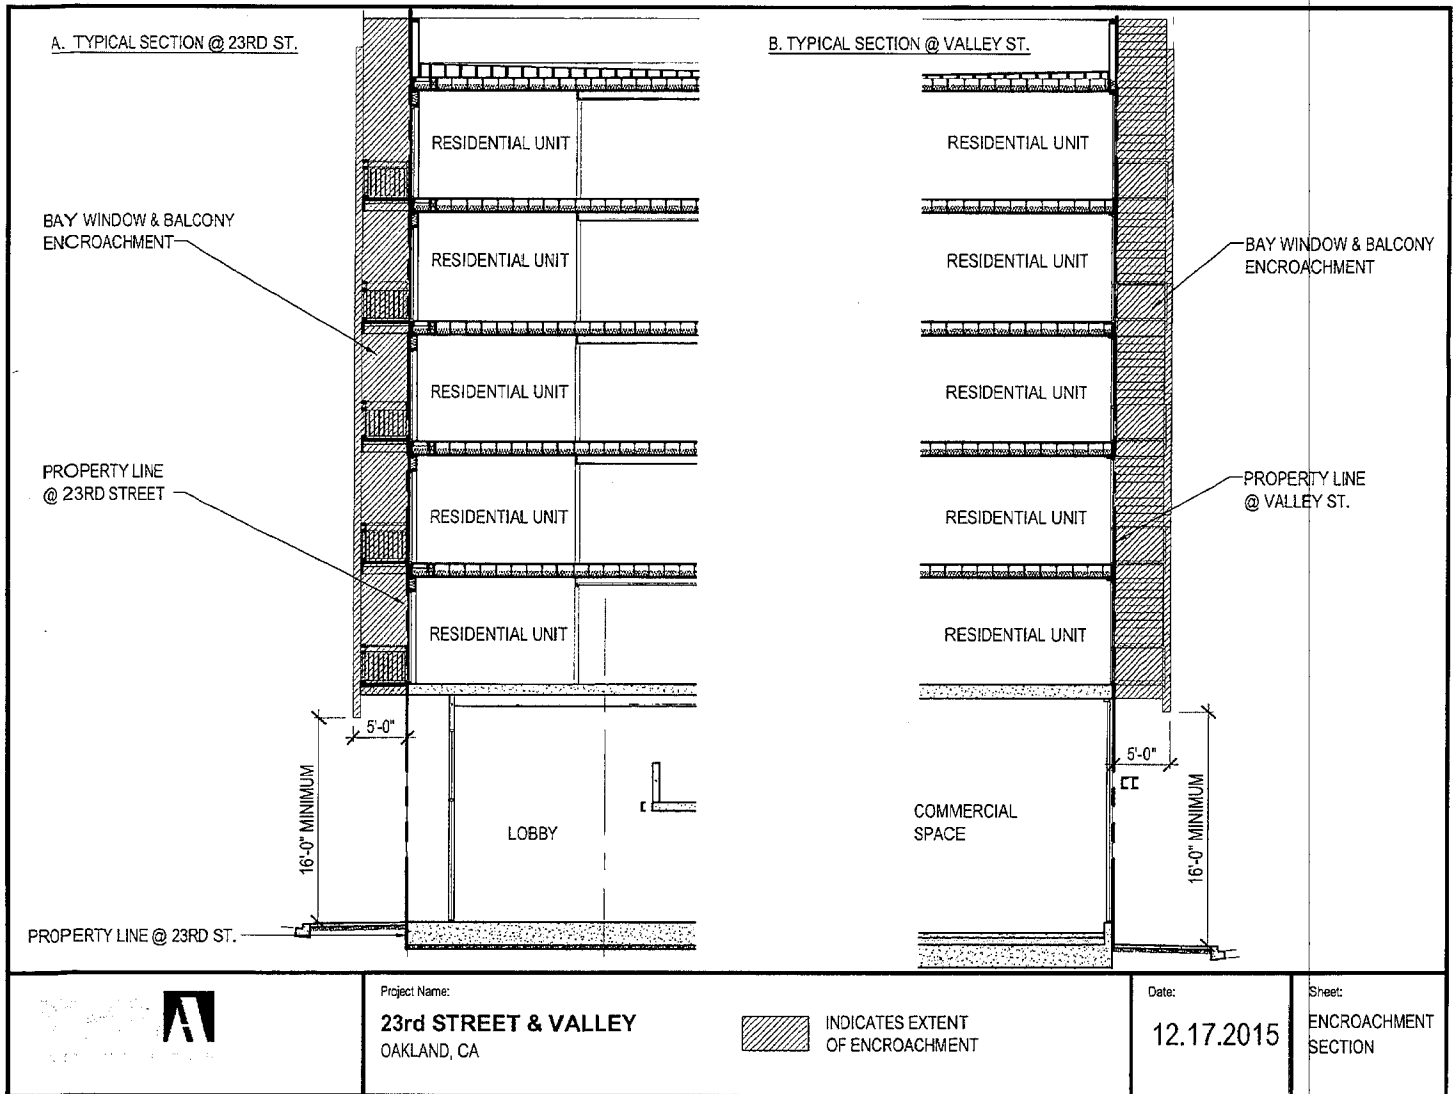 A. TYPICAL SECTION @ 23RD ST.
RESIDENTIAL UNIT
RESIDENTIAL UNIT
RESIDENTIAL UNIT
RESIDENTIAL UNIT
RESIDENTIAL UNIT
BAY WINDOW & BALCONY
ENCROACHMENT
PROPERTY LINE
@ 23RD STREET
5'-0"
16'-0" MINIMUM
LOBBY
PROPERTY LINE @ 23RD ST.
B. TYPICAL SECTION @ VALLEY ST.
RESIDENTIAL UNIT
RESIDENTIAL UNIT
RESIDENTIAL UNIT
RESIDENTIAL UNIT
RESIDENTIAL UNIT
BAY WINDOW & BALCONY
ENCROACHMENT
PROPERTY LINE
@ VALLEY ST.
5'-0"
16'-0" MINIMUM
COMMERCIAL
SPACE
A
Project Name:
23rd STREET & VALLEY
OAKLAND, CA
INDICATES EXTENT
OF ENCROACHMENT
Date:
12.17.2015
Sheet:
ENCROACHMENT
SECTION